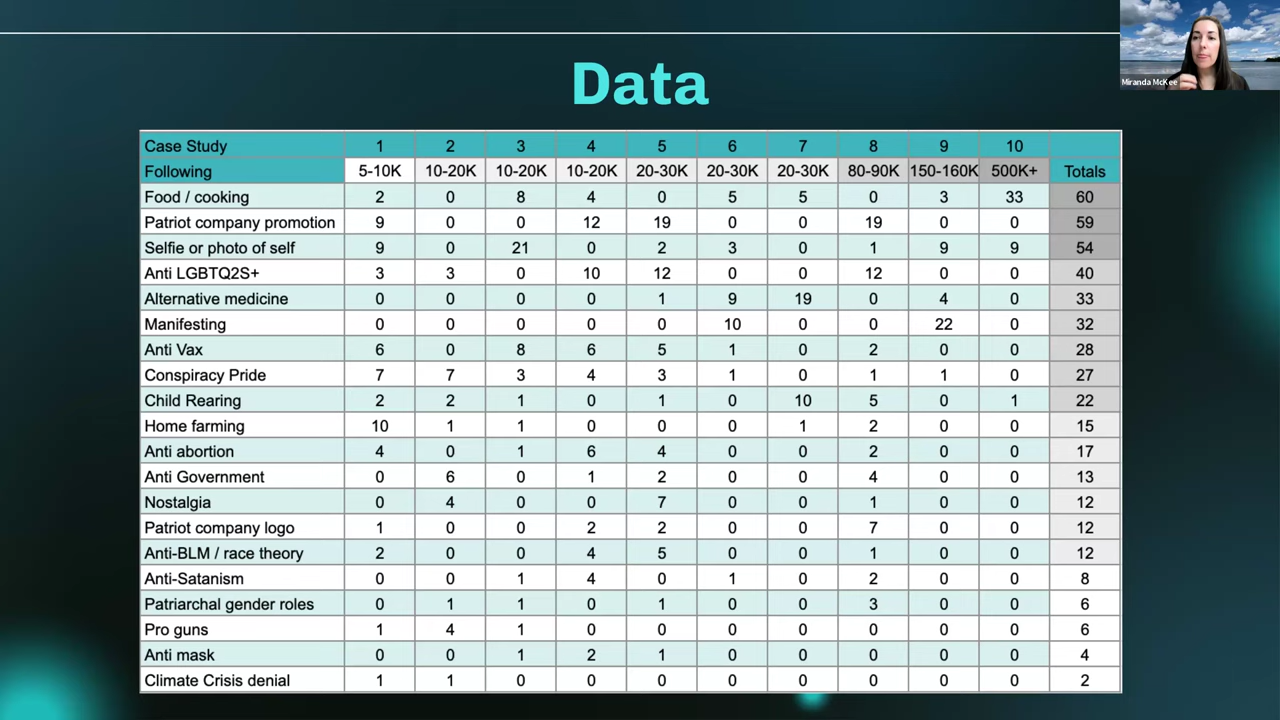 Miranda McKee
Data
Case Study 1 2 3 4 5 6 7 8 9 10
Following 5-10K 10-20K 10-20K 10-20K 20-30K 20-30K 20-30K 80-90K 150-160K 500K+ Totals
Food / cooking 2 0 8 4 0 5 5 0 3 33 60
Patriot company promotion 9 0 0 12 19 0 0 19 0 0 59
Selfie or photo of self 9 0 21 0 2 3 0 1 9 9 54
Anti LGBTQ2S+ 3 3 0 10 12 0 0 12 0 0 40
Alternative medicine 0 0 0 0 1 9 19 0 4 0 33
Manifesting 0 0 0 0 0 10 0 0 22 0 32
Anti Vax 6 0 8 6 5 1 0 2 0 0 28
Conspiracy Pride 7 7 3 4 3 1 0 1 1 0 27
Child Rearing 2 2 1 0 1 0 10 5 0 1 22
Home farming 10 1 1 0 0 0 1 2 0 0 15
Anti abortion 4 0 1 6 4 0 0 2 0 0 17
Anti Government 0 6 0 1 2 0 0 4 0 0 13
Nostalgia 0 4 0 0 7 0 0 1 0 0 12
Patriot company logo 1 0 0 2 2 0 0 7 0 0 12
Anti-BLM / race theory 2 0 0 4 5 0 0 1 0 0 12
Anti-Satanism 0 0 1 4 0 1 0 2 0 0 8
Patriarchal gender roles 0 1 1 0 1 0 0 3 0 0 6
Pro guns 1 4 1 0 0 0 0 0 0 0 6
Anti mask 0 0 1 2 1 0 0 0 0 0 4
Climate Crisis denial 1 1 0 0 0 0 0 0 0 0 2